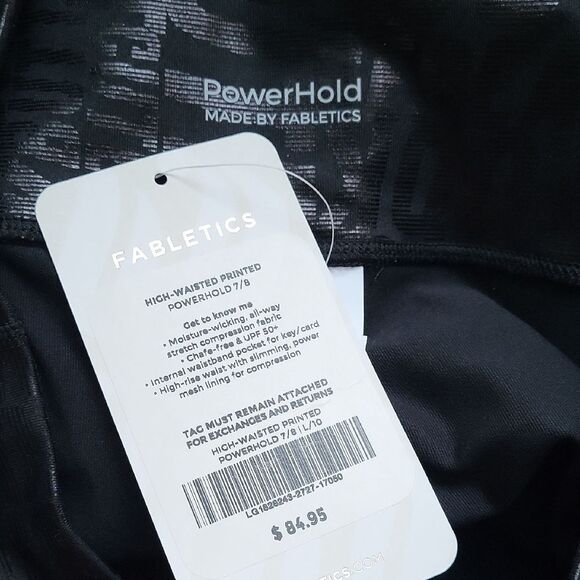 PowerHold
MADE BY FABLETICS
FABLETICS
HIGH-WAISTED PRINTED
POWERHOLD 7/8
Get to know me
• Moisture-wicking, all-way
stretch compression fabric
• Chafe-free & UPF 50+
• Internal waistband pocket for key/card
• High-rise waist with slimming, power
mesh lining for compression
TAG MUST REMAIN ATTACHED
FOR EXCHANGES AND RETURNS
HIGH-WAISTED PRINTED
POWERHOLD 7/8 | L/10
LG1826243-2727-17050
$ 84.95
FABLETICS.COM